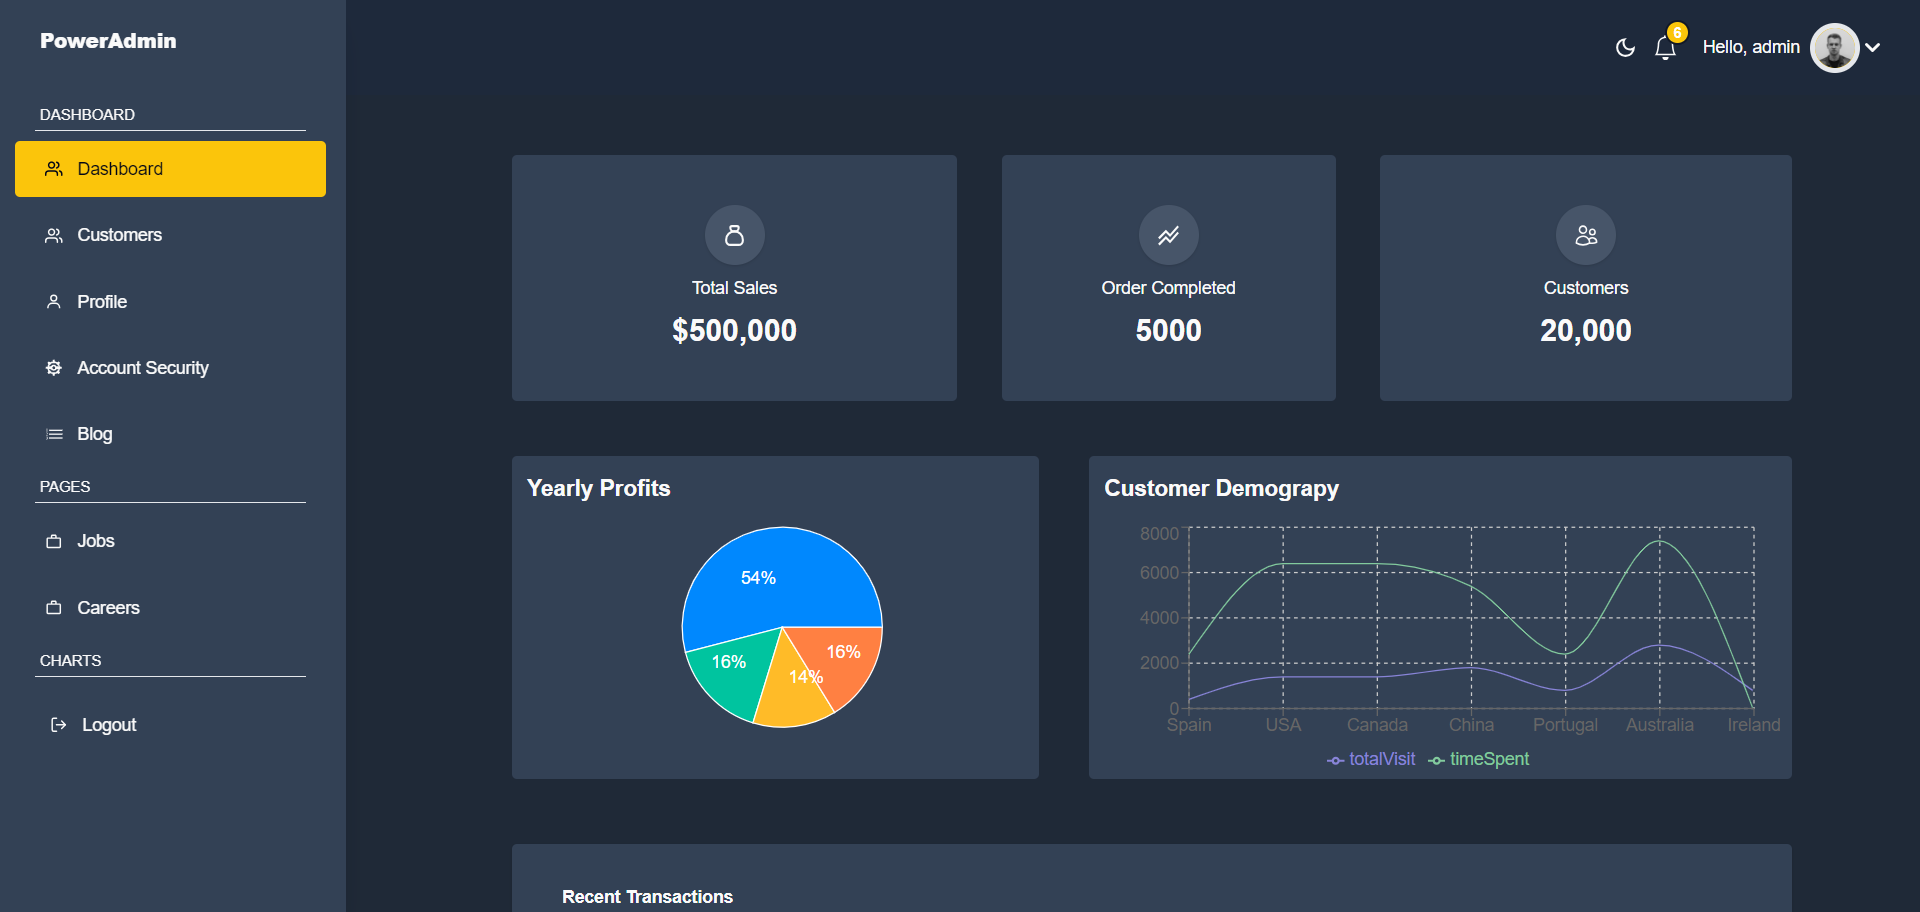 PowerAdmin
DASHBOARD
Dashboard
Customers
Profile
Account Security
Blog
PAGES
Jobs
Careers
CHARTS
Logout
6
Hello, admin
Total Sales
$500,000
Order Completed
5000
Customers
20,000
Yearly Profits
54%
16%
14%
16%
Customer Demograpy
8000
6000
4000
2000
0
Spain USA Canada China Portugal Australia Ireland
totalVisit timeSpent
Recent Transactions